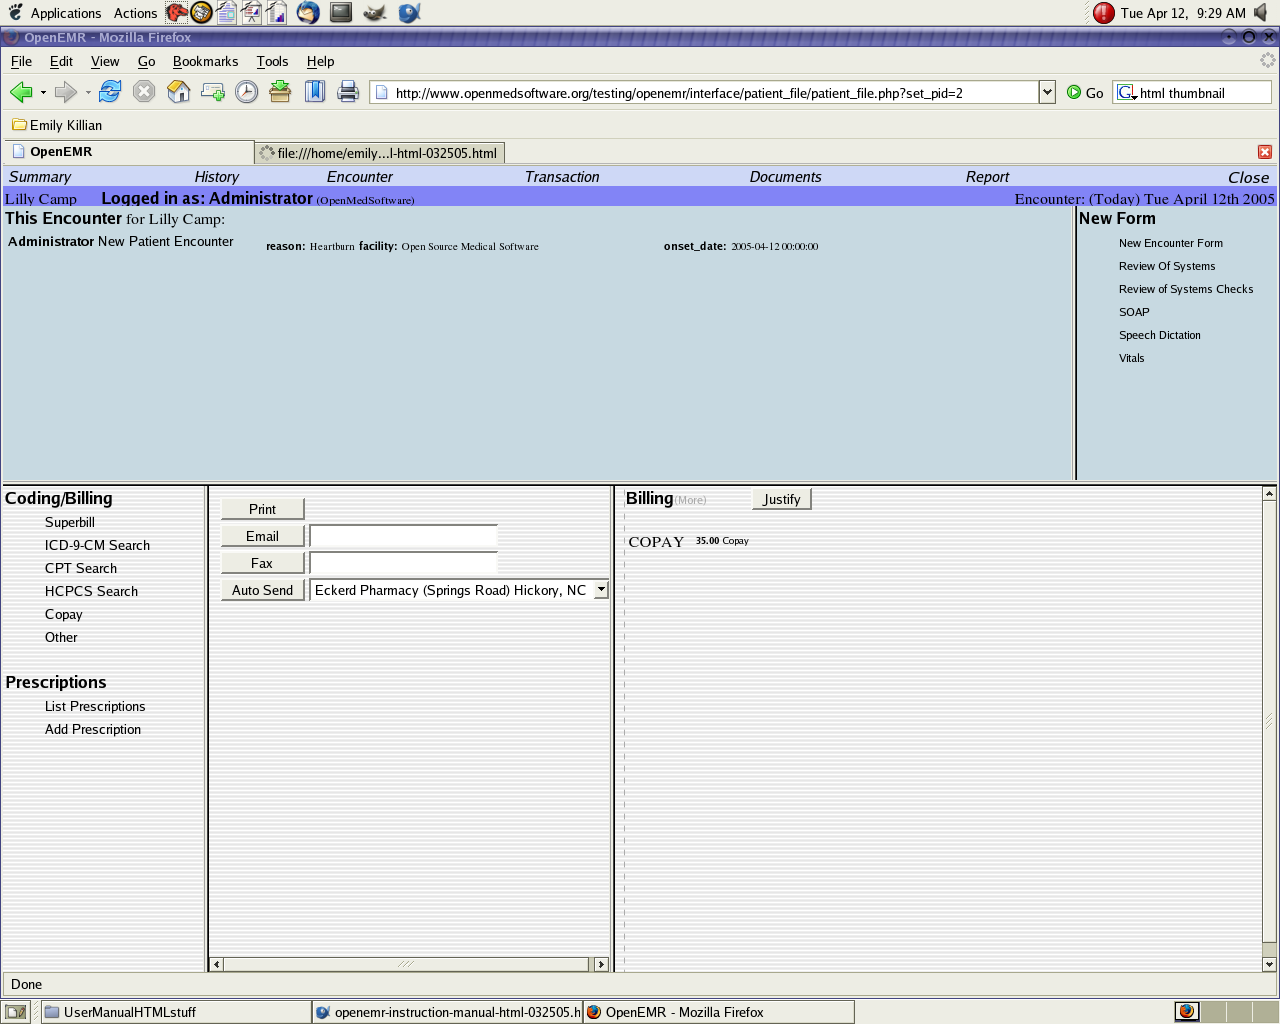 Applications Actions Tue Apr 12, 9:29 AM
OpenEMR - Mozilla Firefox
File Edit View Go Bookmarks Tools Help
http://www.openmedsoftware.org/testing/openemr/interface/patient_file/patient_file.php?set_pid=2 Go G html thumbnail
Emily Killian
OpenEMR file:///home/emily...l-html-032505.html
Summary History Encounter Transaction Documents Report Close
Lilly Camp Logged in as: Administrator (OpenMedSoftware) Encounter: (Today) Tue April 12th 2005
This Encounter for Lilly Camp:
Administrator New Patient Encounter reason: Heartburn facility: Open Source Medical Software onset_date: 2005-04-12 00:00:00
New Form
New Encounter Form
Review Of Systems
Review of Systems Checks
SOAP
Speech Dictation
Vitals
Coding/Billing
Superbill
ICD-9-CM Search
CPT Search
HCPCS Search
Copay
Other
Prescriptions
List Prescriptions
Add Prescription
Print
Email
Fax
Auto Send Eckerd Pharmacy (Springs Road) Hickory, NC
Billing(More) Justify
COPAY 35.00 Copay
Done
UserManualHTMLstuff openemr-instruction-manual-html-032505.h OpenEMR - Mozilla Firefox